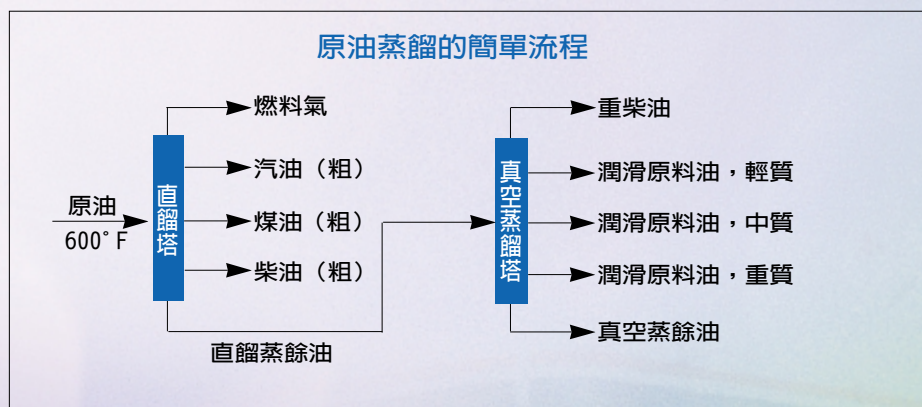 原油蒸餾的簡單流程
燃料氣
汽油（粗）
煤油（粗）
柴油（粗）
原油
600°F
直餾塔
直餾蒸餘油
真空蒸餾塔
重柴油
潤滑原料油，輕質
潤滑原料油，中質
潤滑原料油，重質
真空蒸餘油